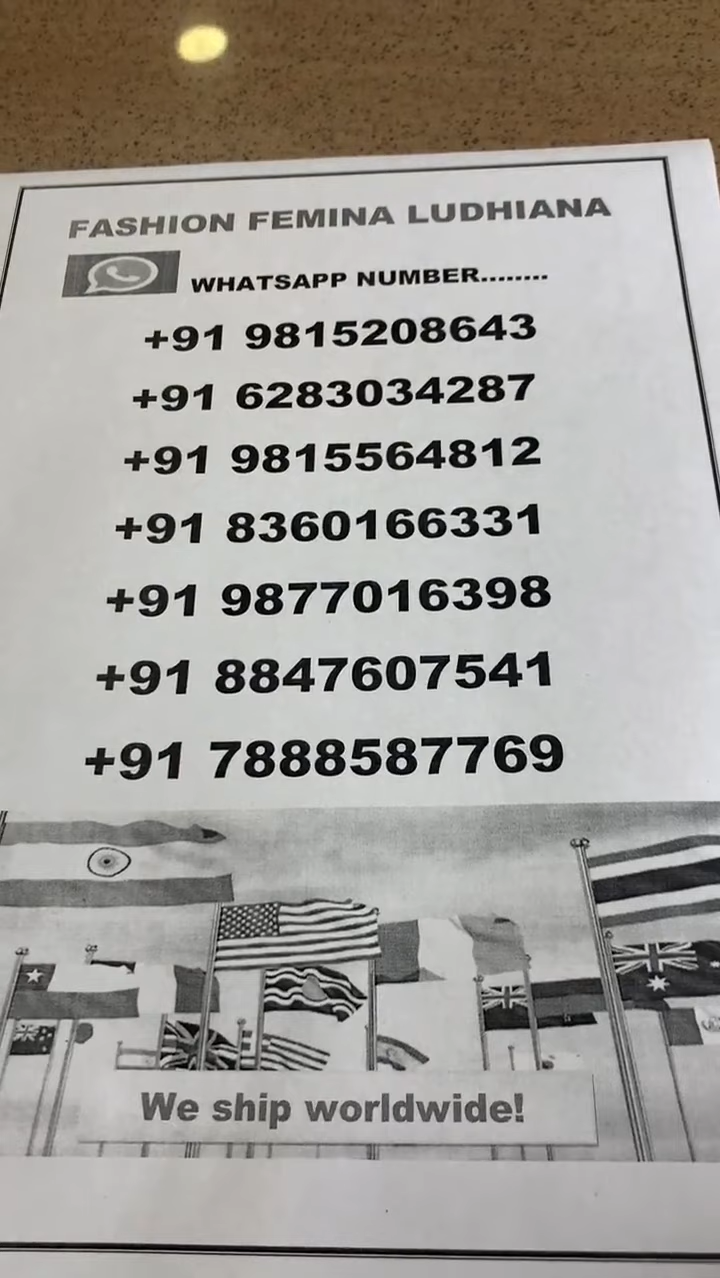 FASHION FEMINA LUDHIANA
WHATSAPP NUMBER........
+91 9815208643
+91 6283034287
+91 9815564812
+91 8360166331
+91 9877016398
+91 8847607541
+91 7888587769
We ship worldwide!